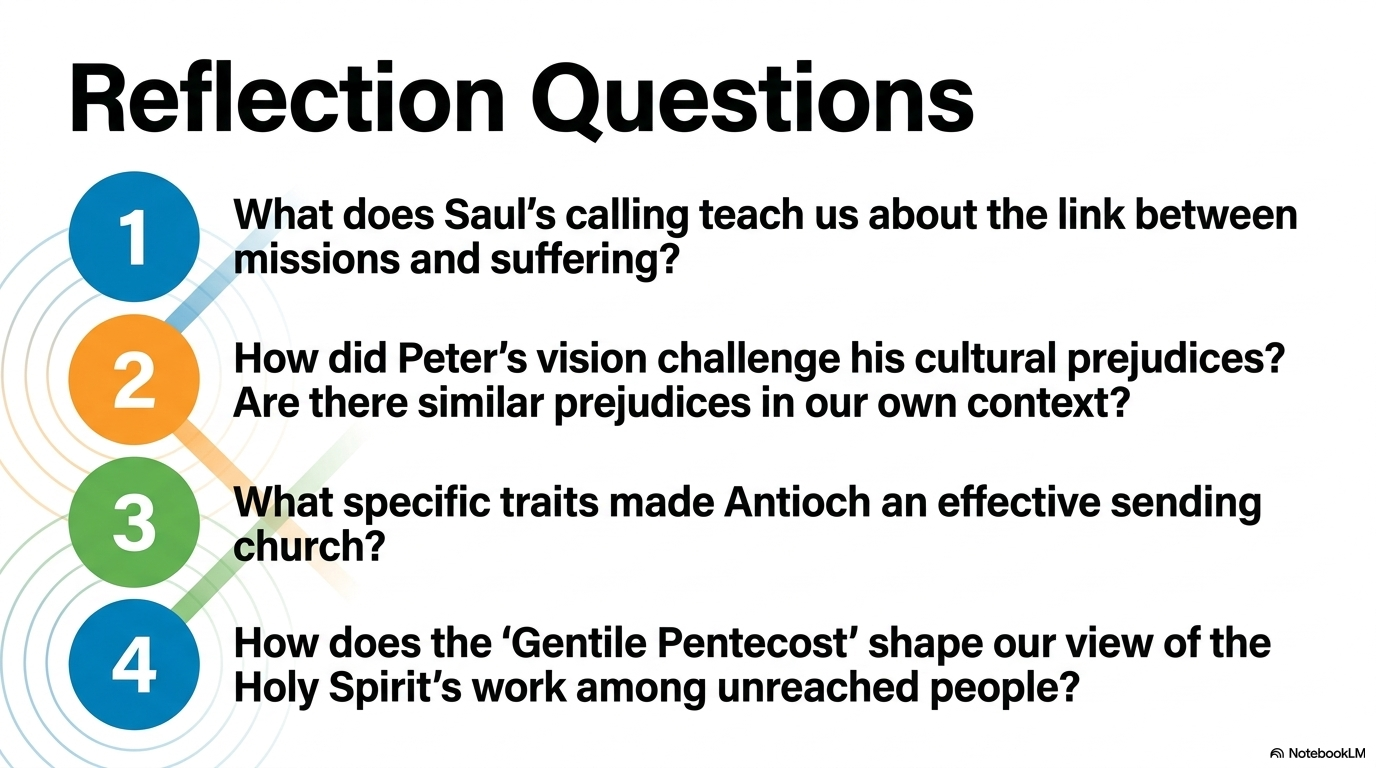 Reflection Questions
1
What does Saul’s calling teach us about the link between
missions and suffering?
2
How did Peter’s vision challenge his cultural prejudices?
Are there similar prejudices in our own context?
3
What specific traits made Antioch an effective sending
church?
4
How does the ‘Gentile Pentecost’ shape our view of the
Holy Spirit’s work among unreached people?
NotebookLM